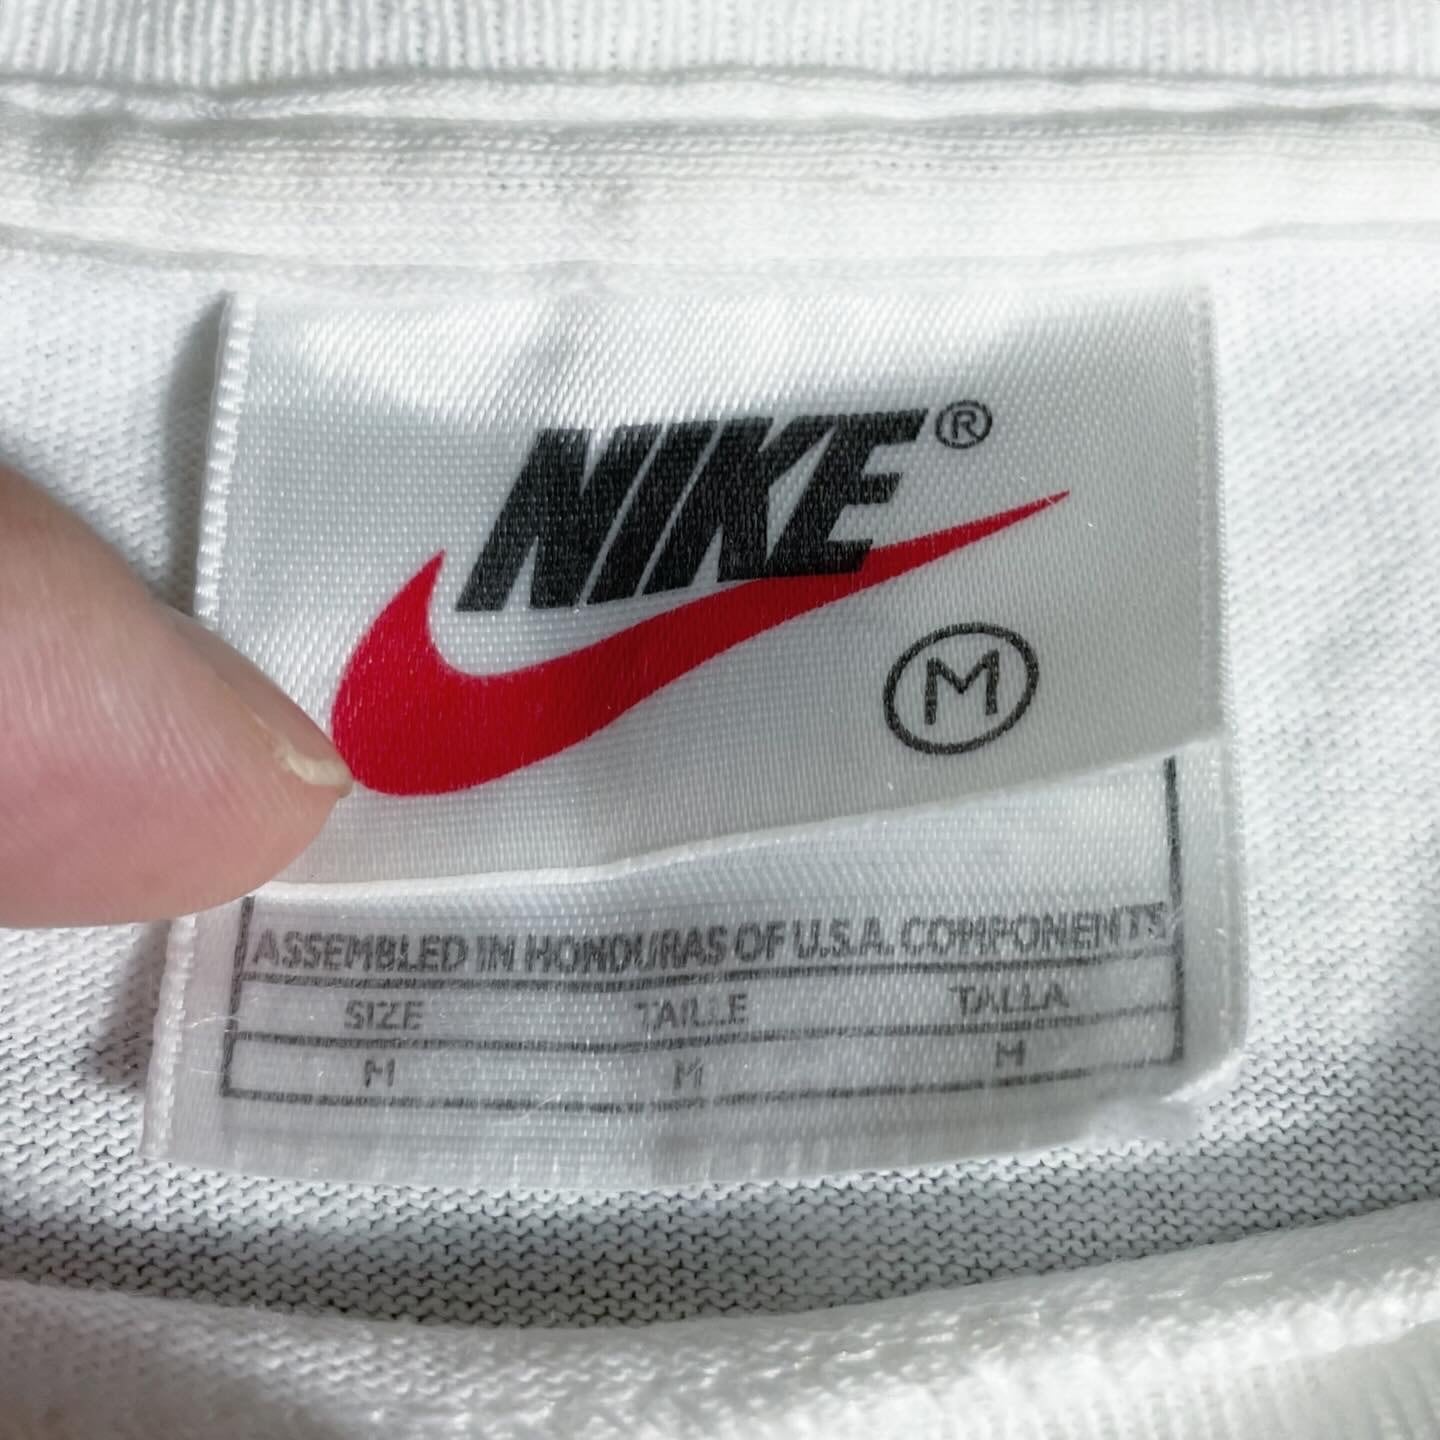 NIKE®
M
ASSEMBLED IN HONDURAS OF U.S.A. COMPONENTS
SIZE TAILLE TALLA
M M M